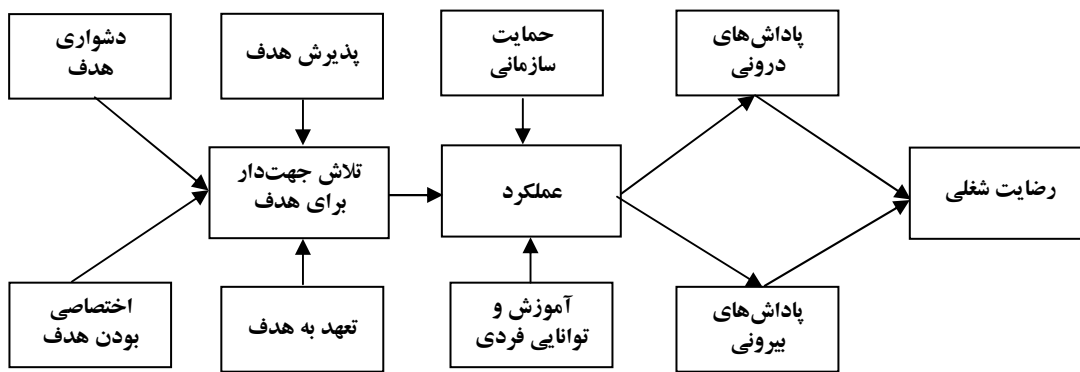 دشواری
هدف
پذیرش هدف
حمایت
سازمانی
پاداش‌های
درونی
تلاش جهت‌دار
برای هدف
عملکرد
رضایت شغلی
اختصاصی
بودن هدف
تعهد به هدف
آموزش و
توانایی فردی
پاداش‌های
بیرونی